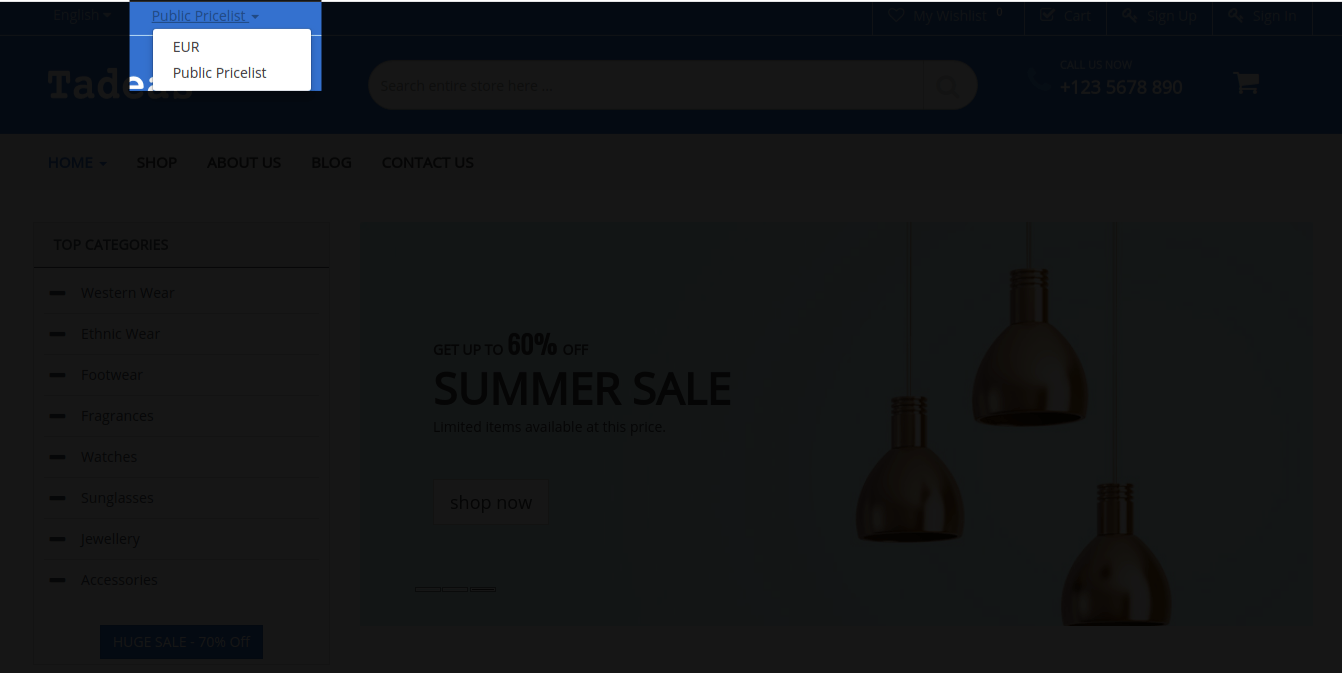 English
Public Pricelist
My Wishlist 0
Cart
Sign Up
Sign In
EUR
Public Pricelist
Tadeas
Search entire store here ...
CALL US NOW
+123 5678 890
HOME
SHOP
ABOUT US
BLOG
CONTACT US
TOP CATEGORIES
Western Wear
Ethnic Wear
Footwear
Fragrances
Watches
Sunglasses
Jewellery
Accessories
HUGE SALE - 70% Off
GET UP TO 60% OFF
SUMMER SALE
Limited items available at this price.
shop now